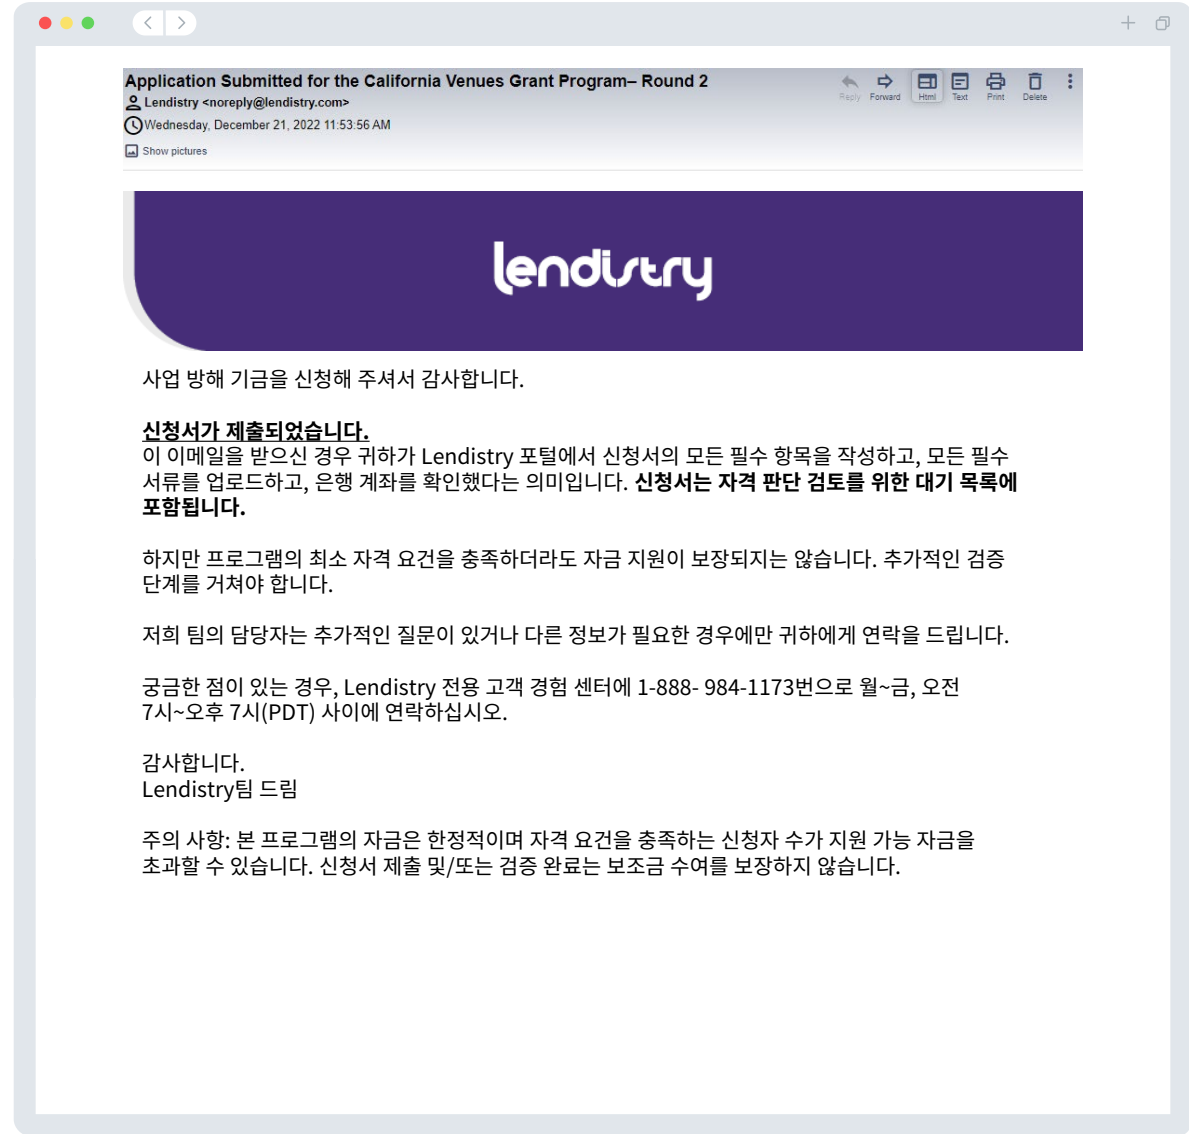 Application Submitted for the California Venues Grant Program– Round 2
Lendistry <noreply@lendistry.com>
Wednesday, December 21, 2022 11:53:56 AM
Show pictures
Reply Forward Html Text Print Delete
lendistry
사업 방해 기금을 신청해 주셔서 감사합니다.
신청서가 제출되었습니다.
이 이메일을 받으신 경우 귀하가 Lendistry 포털에서 신청서의 모든 필수 항목을 작성하고, 모든 필수
서류를 업로드하고, 은행 계좌를 확인했다는 의미입니다. 신청서는 자격 판단 검토를 위한 대기 목록에
포함됩니다.
하지만 프로그램의 최소 자격 요건을 충족하더라도 자금 지원이 보장되지는 않습니다. 추가적인 검증
단계를 거쳐야 합니다.
저희 팀의 담당자는 추가적인 질문이 있거나 다른 정보가 필요한 경우에만 귀하에게 연락을 드립니다.
궁금한 점이 있는 경우, Lendistry 전용 고객 경험 센터에 1-888- 984-1173번으로 월~금, 오전
7시~오후 7시(PDT) 사이에 연락하십시오.
감사합니다.
Lendistry팀 드림
주의 사항: 본 프로그램의 자금은 한정적이며 자격 요건을 충족하는 신청자 수가 지원 가능 자금을
초과할 수 있습니다. 신청서 제출 및/또는 검증 완료는 보조금 수여를 보장하지 않습니다.